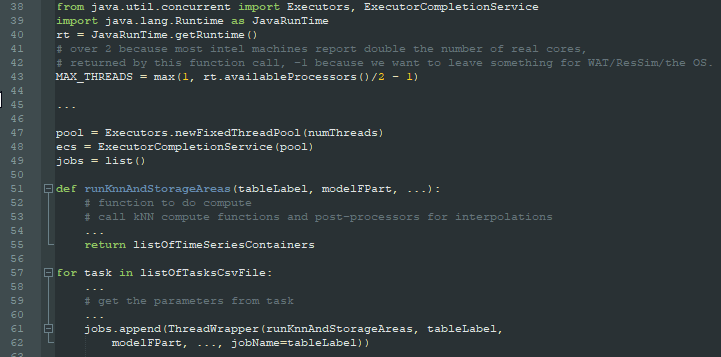 38 from java.util.concurrent import Executors, ExecutorCompletionService
39 import java.lang.Runtime as JavaRunTime
40 rt = JavaRunTime.getRuntime()
41 # over 2 because most intel machines report double the number of real cores,
42 # returned by this function call, -1 because we want to leave something for WAT/ResSim/the OS.
43 MAX_THREADS = max(1, rt.availableProcessors()/2 - 1)
44
45 ...
46
47 pool = Executors.newFixedThreadPool(numThreads)
48 ecs = ExecutorCompletionService(pool)
49 jobs = list()
50
51 def runKnnAndStorageAreas(tableLabel, modelFPart, ...):
52 # function to do compute
53 # call kNN compute functions and post-processors for interpolations
54 ...
55 return listOfTimeSeriesContainers
56
57 for task in listOfTasksCsvFile:
58 ...
59 # get the parameters from task
60 ...
61 jobs.append(ThreadWrapper(runKnnAndStorageAreas, tableLabel,
62 modelFPart, ..., jobName=tableLabel))
63